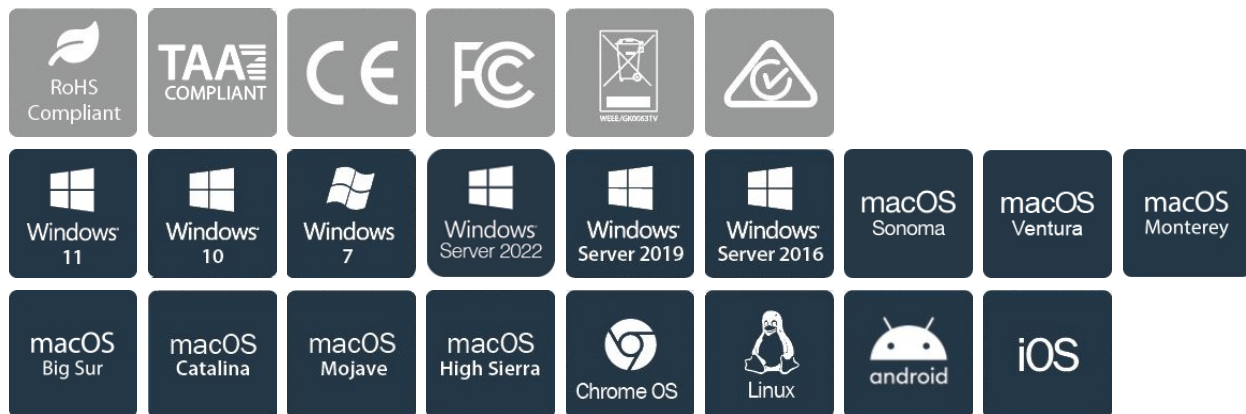 RoHS
Compliant
TAA
COMPLIANT
CE
FC
WEEE/GK0063TV
Windows
11
Windows
10
Windows
7
Windows
Server 2022
Windows
Server 2019
Windows
Server 2016
macOS
Sonoma
macOS
Ventura
macOS
Monterey
macOS
Big Sur
macOS
Catalina
macOS
Mojave
macOS
High Sierra
Chrome OS
Linux
android
iOS